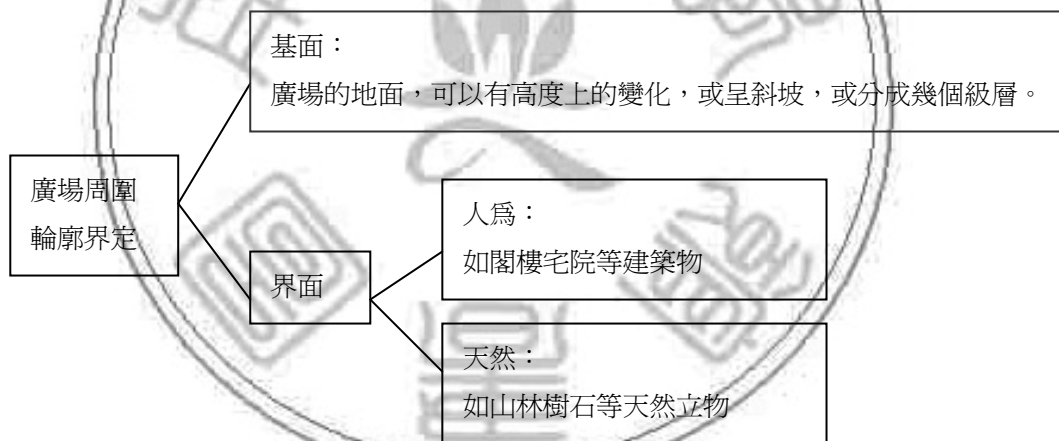 基面：
廣場的地面，可以有高度上的變化，或呈斜坡，或分成幾個級層。
廣場周圍
輪廓界定
人爲：
如閣樓宅院等建築物
界面
天然：
如山林樹石等天然立物